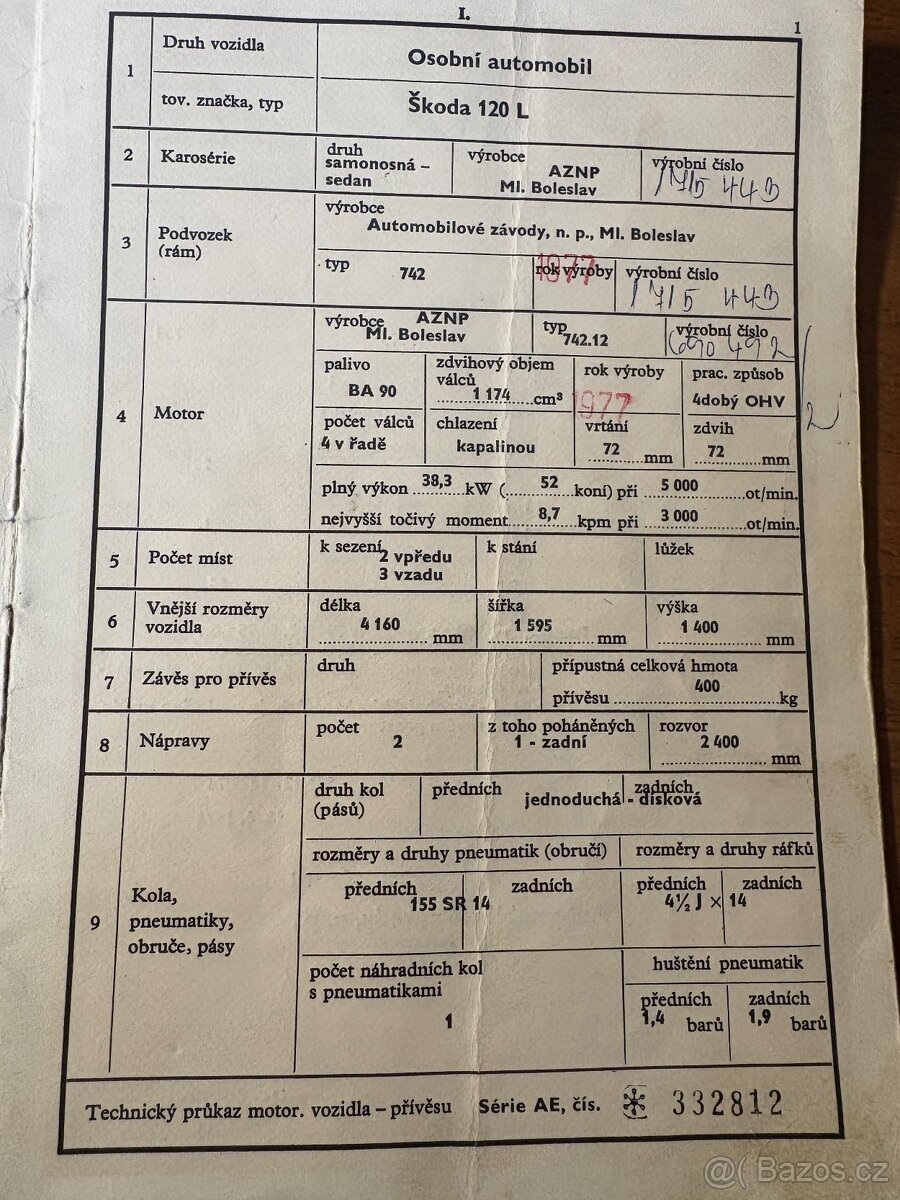 I.
1
1 Druh vozidla Osobní automobil
tov. značka, typ Škoda 120 L
2 Karosérie druh samonosná – sedan výrobce AZNP Ml. Boleslav výrobní číslo 1715 443
3 Podvozek (rám) výrobce Automobilové závody, n. p., Ml. Boleslav
typ 742 rok výroby 1977 výrobní číslo 1715 443
4 Motor výrobce AZNP Ml. Boleslav typ 742.12 výrobní číslo 690 492
palivo BA 90 zdvihový objem válců 1 174 cm³ rok výroby 1977 prac. způsob 4dobý OHV
počet válců 4 v řadě chlazení kapalinou vrtání 72 mm zdvih 72 mm
plný výkon 38,3 kW ( 52 koní) při 5 000 ot/min.
nejvyšší točivý moment 8,7 kpm při 3 000 ot/min.
5 Počet míst k sezení 2 vpředu 3 vzadu k stání lůžek
6 Vnější rozměry vozidla délka 4 160 mm šířka 1 595 mm výška 1 400 mm
7 Závěs pro přívěs druh přípustná celková hmota přívěsu 400 kg
8 Nápravy počet 2 z toho poháněných 1 - zadní rozvor 2 400 mm
9 Kola, pneumatiky, obruče, pásy druh kol (pásů) předních zadních jednoduchá - disková
rozměry a druhy pneumatik (obručí) rozměry a druhy ráfků
předních zadních 155 SR 14 předních zadních 4½ J × 14
počet náhradních kol s pneumatikami 1 huštění pneumatik
předních 1,4 barů zadních 1,9 barů
Technický průkaz motor. vozidla – přívěsu Série AE, čís. 332812
@( Bazos.cz